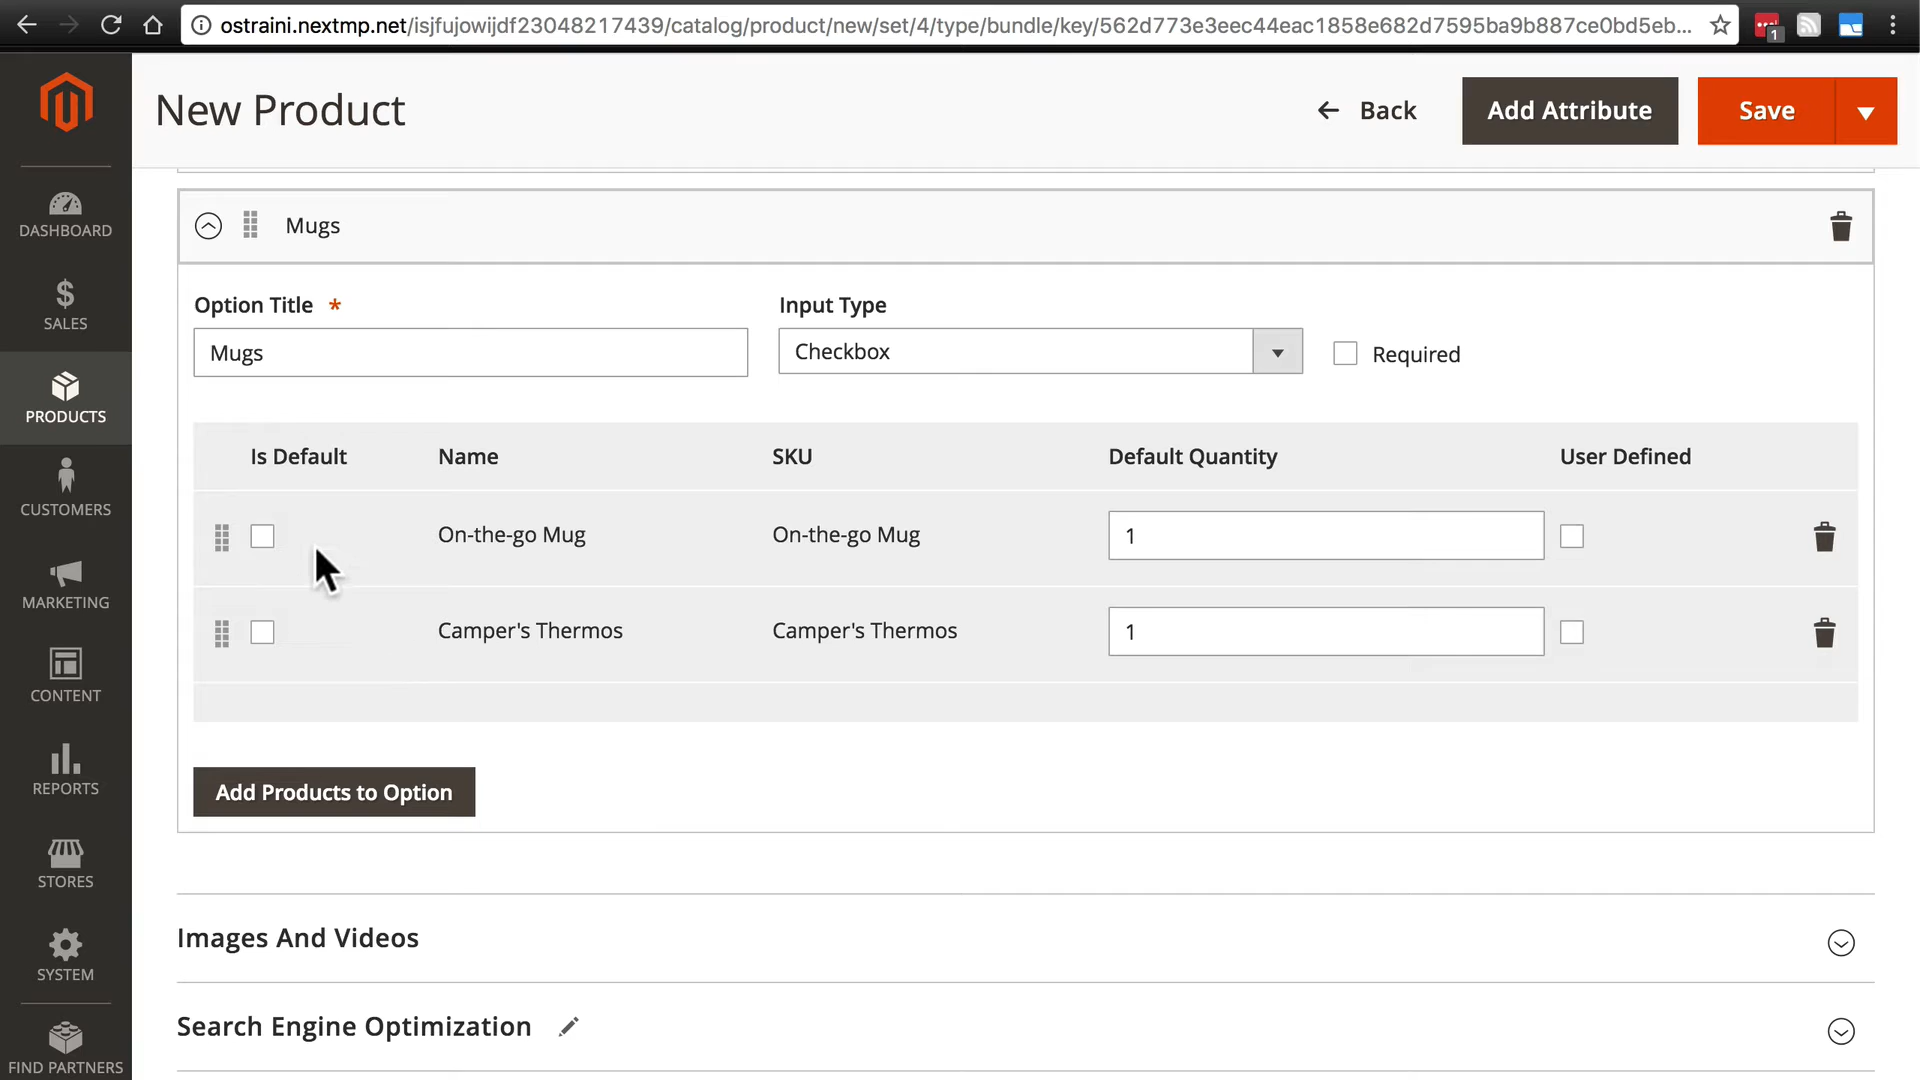 ostraini.nextmp.net/isjfujowijdf23048217439/catalog/product/new/set/4/type/bundle/key/562d773e3eec44eac1858e682d7595ba9b887ce0bd5eb...
1
New Product
Back
Add Attribute
Save
DASHBOARD
SALES
PRODUCTS
CUSTOMERS
MARKETING
CONTENT
REPORTS
STORES
SYSTEM
FIND PARTNERS
Mugs
Option Title *
Input Type
Mugs
Checkbox
Required
Is Default Name SKU Default Quantity User Defined
On-the-go Mug On-the-go Mug 1
Camper's Thermos Camper's Thermos 1
Add Products to Option
Images And Videos
Search Engine Optimization